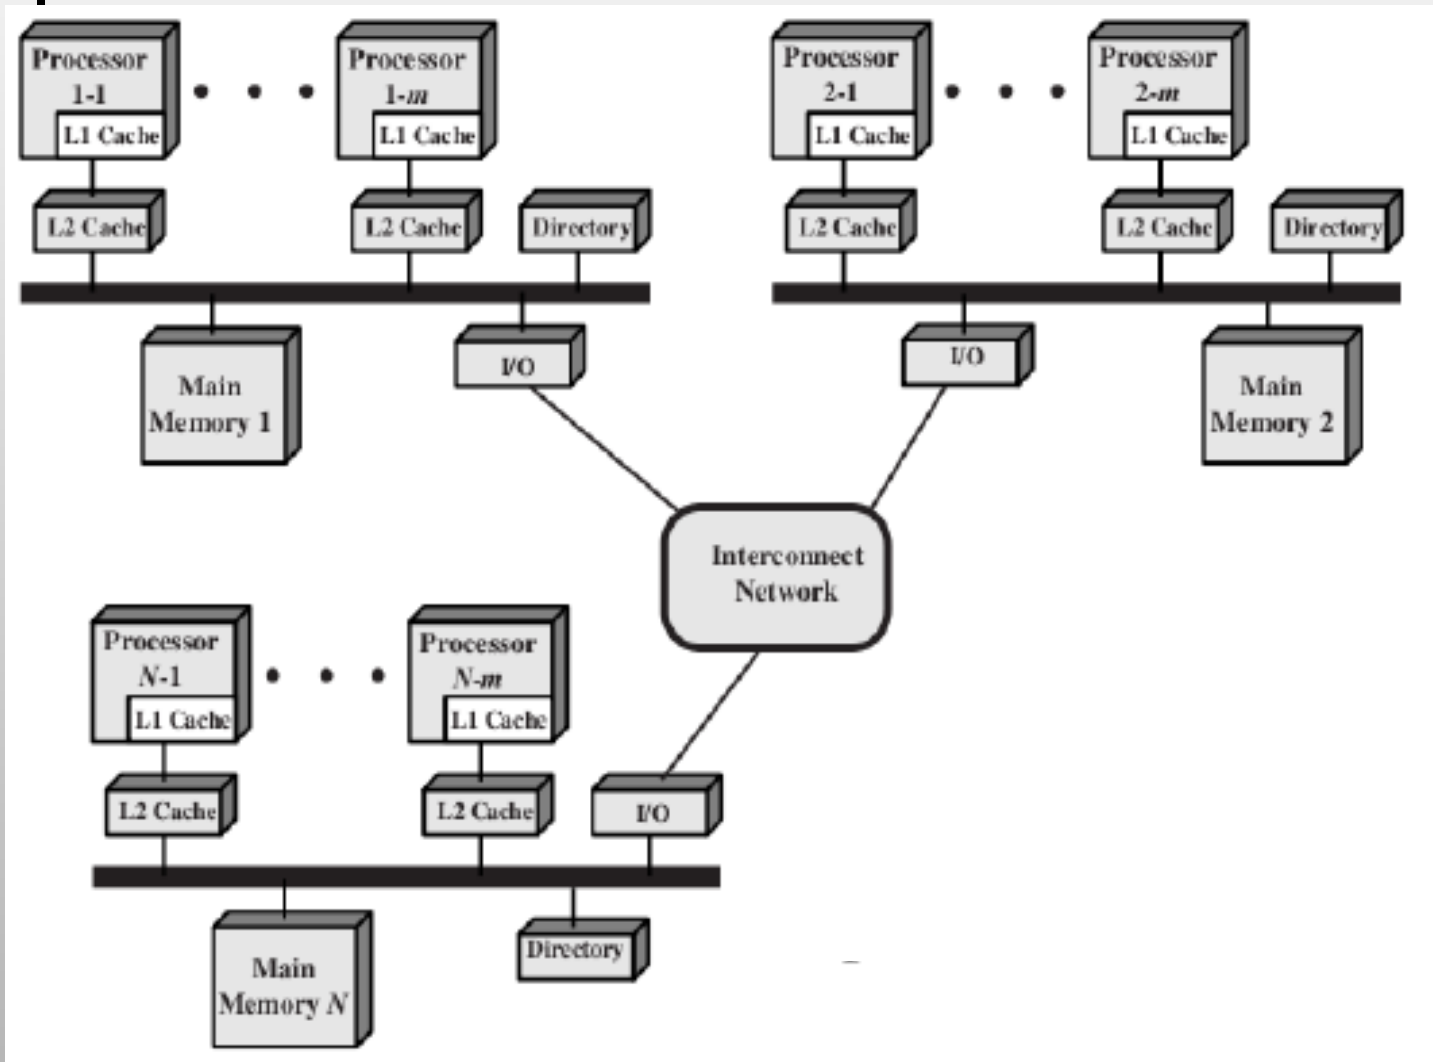 Processor
1-1
L1 Cache
L2 Cache
Processor
1-m
L1 Cache
L2 Cache
Directory
Main
Memory 1
I/O
Processor
2-1
L1 Cache
L2 Cache
Processor
2-m
L1 Cache
L2 Cache
Directory
I/O
Main
Memory 2
Interconnect
Network
Processor
N-1
L1 Cache
L2 Cache
Processor
N-m
L1 Cache
L2 Cache
I/O
Main
Memory N
Directory